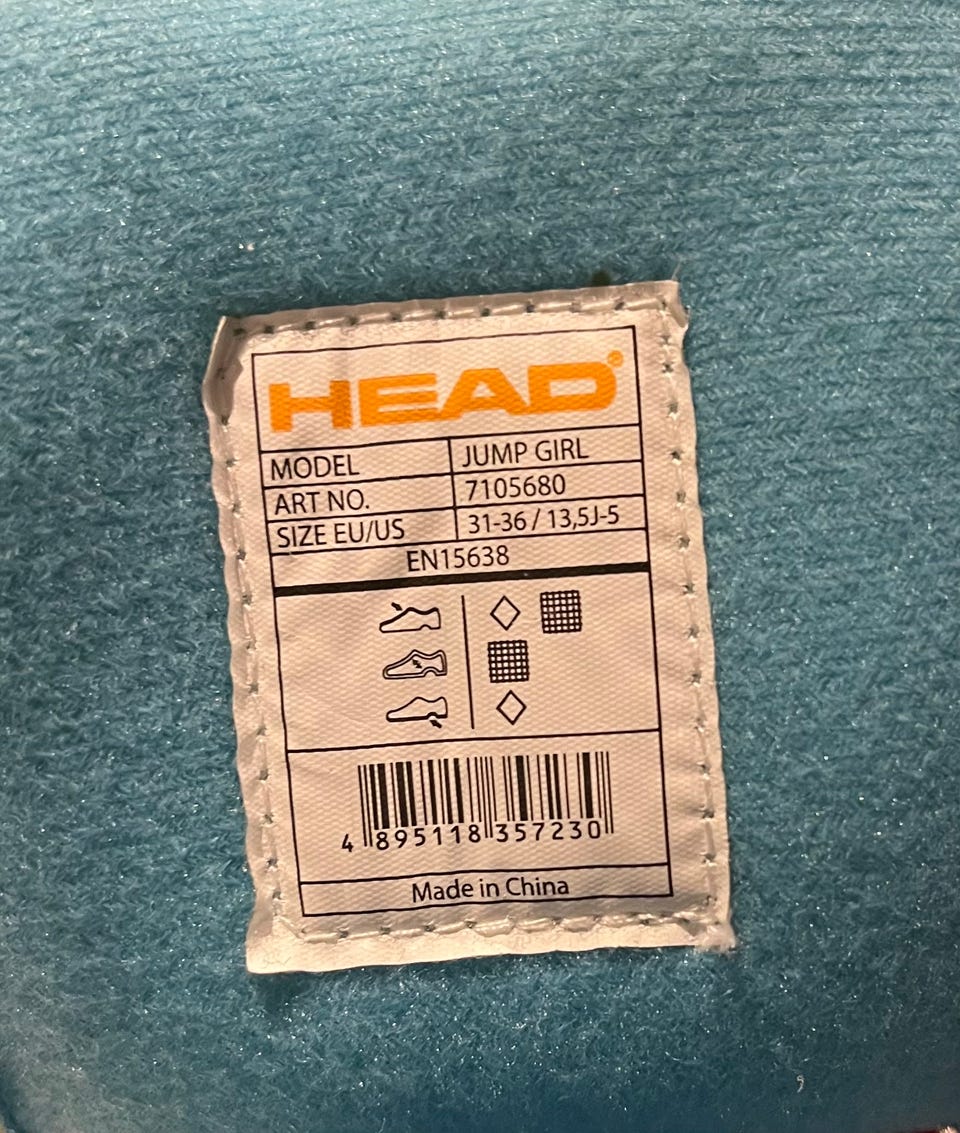 HEAD®
MODEL JUMP GIRL
ART NO. 7105680
SIZE EU/US 31-36 / 13,5J-5
EN15638
4 895118 357230
Made in China